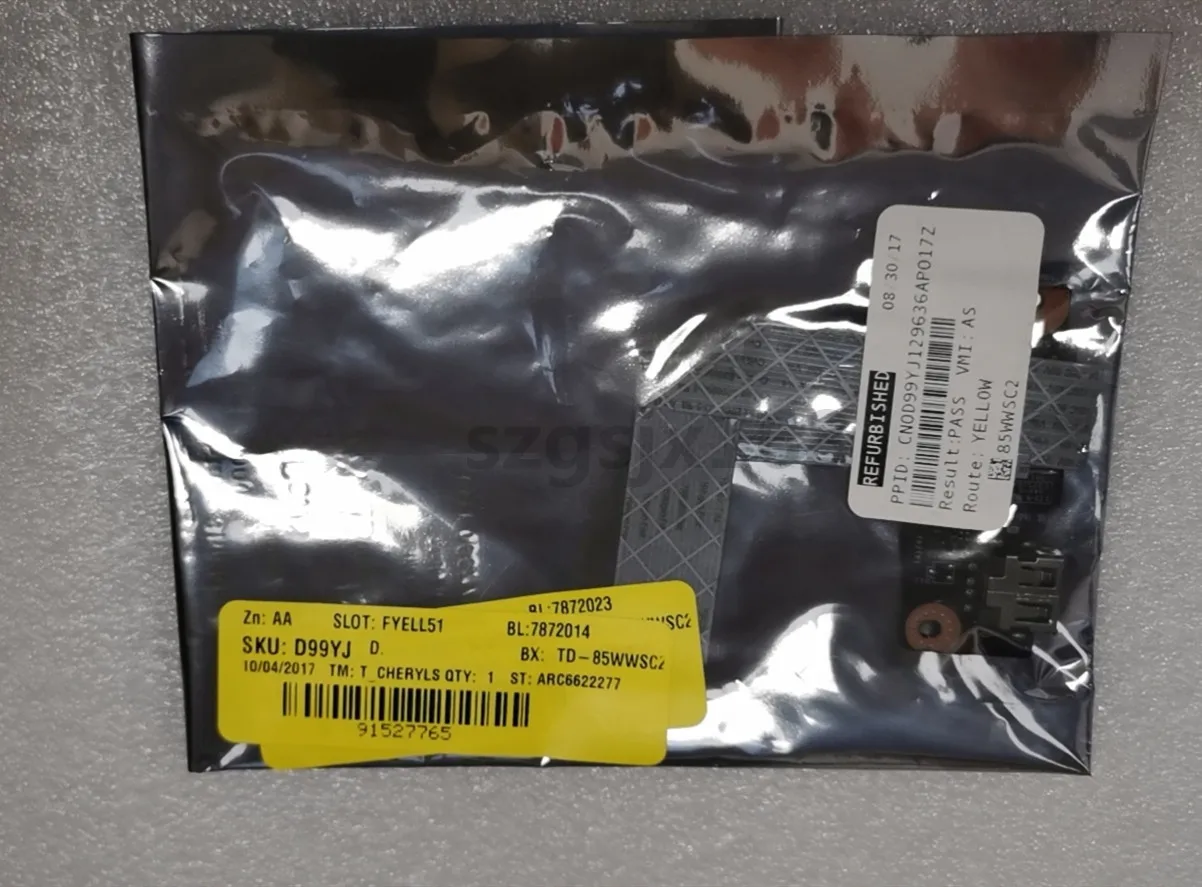 REFURBISHED 08/30/17
PPID: CN0D99YJ129636AP017Z
Result:PASS VMI: AS
Route: YELLOW
85WWSC2
BL:7872023
Zn: AA SLOT: FYELL51 BL:7872014
SKU: D99YJ D. BX: TD-85WWSC2
10/04/2017 TM: T_CHERYLS QTY: 1 ST: ARC6622277
91527765